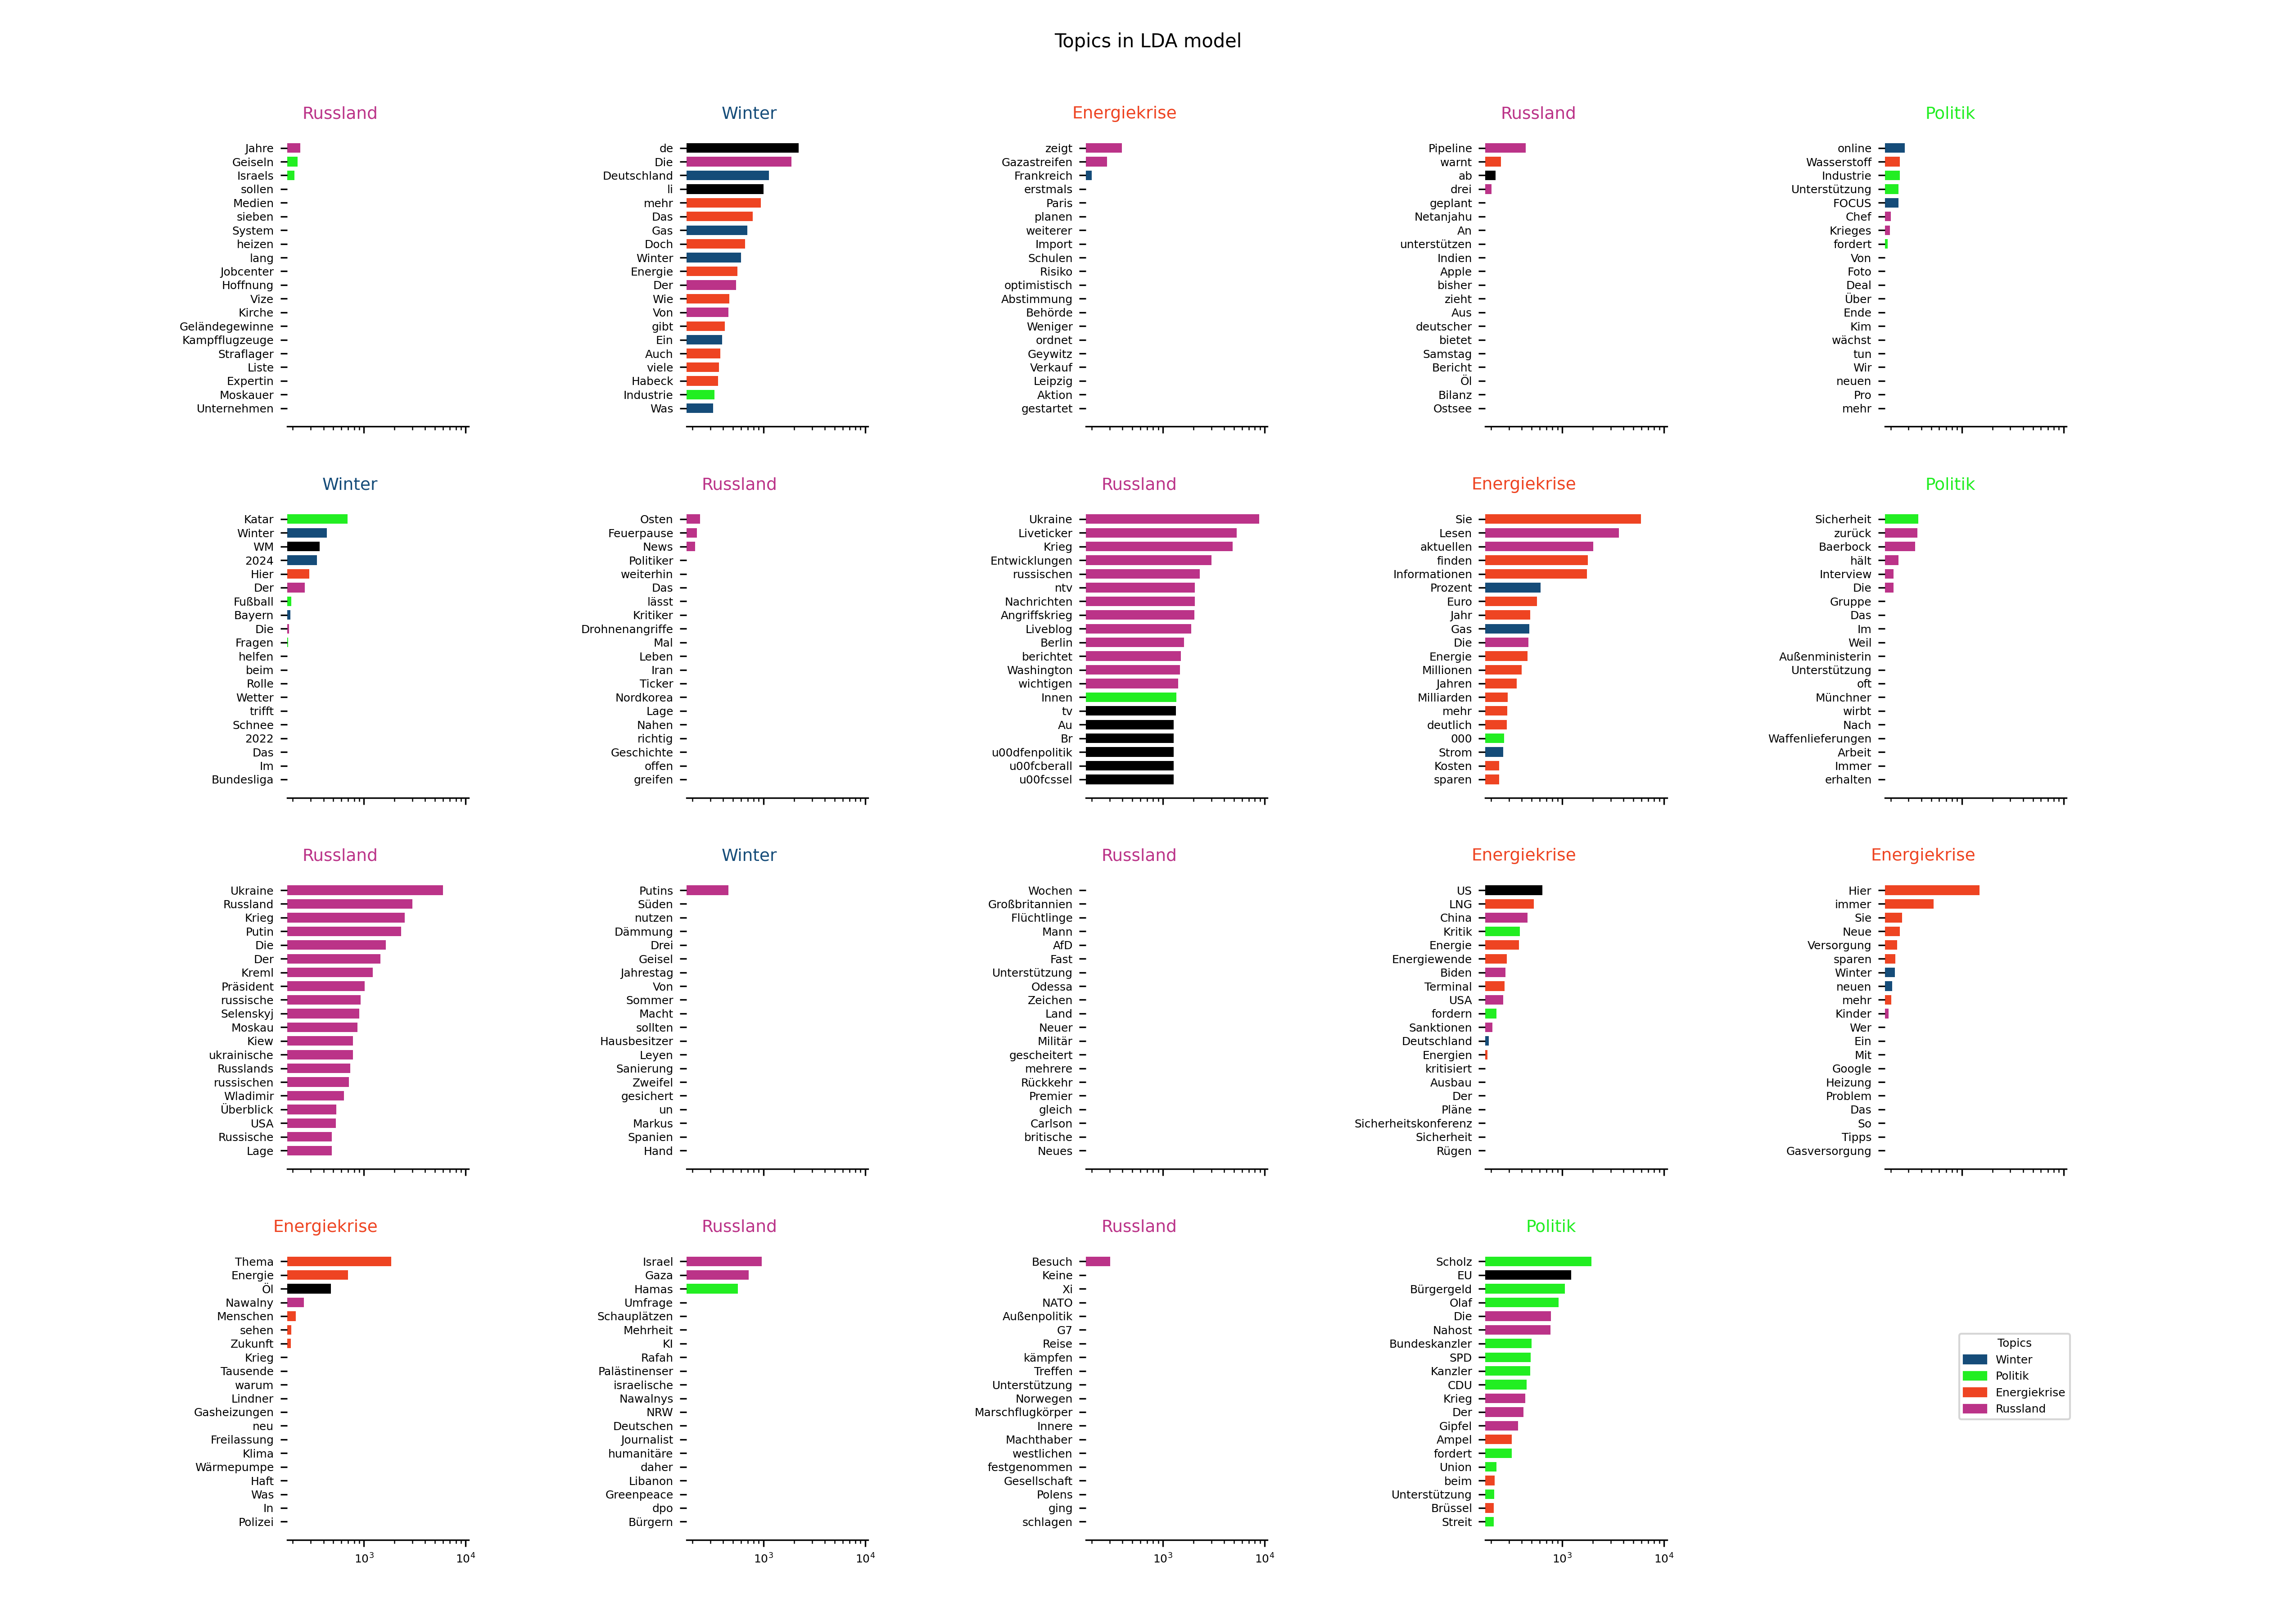 Topics in LDA model
Russland
Jahre
Geiseln
Israels
sollen
Medien
sieben
System
heizen
lang
Jobcenter
Hoffnung
Vize
Kirche
Geländegewinne
Kampfflugzeuge
Straflager
Liste
Expertin
Moskauer
Unternehmen
Winter
de
Die
Deutschland
li
mehr
Das
Gas
Doch
Winter
Energie
Der
Wie
Von
gibt
Ein
Auch
viele
Habeck
Industrie
Was
Energiekrise
zeigt
Gazastreifen
Frankreich
erstmals
Paris
planen
weiterer
Import
Schulen
Risiko
optimistisch
Abstimmung
Behörde
Weniger
ordnet
Geywitz
Verkauf
Leipzig
Aktion
gestartet
Russland
Pipeline
warnt
ab
drei
geplant
Netanjahu
An
unterstützen
Indien
Apple
bisher
zieht
Aus
deutscher
bietet
Samstag
Bericht
Öl
Bilanz
Ostsee
Politik
online
Wasserstoff
Industrie
Unterstützung
FOCUS
Chef
Krieges
fordert
Von
Foto
Deal
Über
Ende
Kim
wächst
tun
Wir
neuen
Pro
mehr
Winter
Katar
Winter
WM
2024
Hier
Der
Fußball
Bayern
Die
Fragen
helfen
beim
Rolle
Wetter
trifft
Schnee
2022
Das
Im
Bundesliga
Russland
Osten
Feuerpause
News
Politiker
weiterhin
Das
lässt
Kritiker
Drohnenangriffe
Mal
Leben
Iran
Ticker
Nordkorea
Lage
Nahen
richtig
Geschichte
offen
greifen
Russland
Ukraine
Liveticker
Krieg
Entwicklungen
russischen
ntv
Nachrichten
Angriffskrieg
Liveblog
Berlin
berichtet
Washington
wichtigen
Innen
tv
Au
Br
u00dfenpolitik
u00fcberall
u00fcssel
Energiekrise
Sie
Lesen
aktuellen
finden
Informationen
Prozent
Euro
Jahr
Gas
Die
Energie
Millionen
Jahren
Milliarden
mehr
deutlich
000
Strom
Kosten
sparen
Politik
Sicherheit
zurück
Baerbock
hält
Interview
Die
Gruppe
Das
Im
Weil
Außenministerin
Unterstützung
oft
Münchner
wirbt
Nach
Waffenlieferungen
Arbeit
Immer
erhalten
Russland
Ukraine
Russland
Krieg
Putin
Die
Der
Kreml
Präsident
russische
Selenskyj
Moskau
Kiew
ukrainische
Russlands
russischen
Wladimir
Überblick
USA
Russische
Lage
Winter
Putins
Süden
nutzen
Dämmung
Drei
Geisel
Jahrestag
Von
Sommer
Macht
sollten
Hausbesitzer
Leyen
Sanierung
Zweifel
gesichert
un
Markus
Spanien
Hand
Russland
Wochen
Großbritannien
Flüchtlinge
Mann
AfD
Fast
Unterstützung
Odessa
Zeichen
Land
Neuer
Militär
gescheitert
mehrere
Rückkehr
Premier
gleich
Carlson
britische
Neues
Energiekrise
US
LNG
China
Kritik
Energie
Energiewende
Biden
Terminal
USA
fordern
Sanktionen
Deutschland
Energien
kritisiert
Ausbau
Der
Pläne
Sicherheitskonferenz
Sicherheit
Rügen
Energiekrise
Hier
immer
Sie
Neue
Versorgung
sparen
Winter
neuen
mehr
Kinder
Wer
Ein
Mit
Google
Heizung
Problem
Das
So
Tipps
Gasversorgung
Energiekrise
Thema
Energie
Öl
Nawalny
Menschen
sehen
Zukunft
Krieg
Tausende
warum
Lindner
Gasheizungen
neu
Freilassung
Klima
Wärmepumpe
Haft
Was
In
Polizei
10³ 10⁴
Russland
Israel
Gaza
Hamas
Umfrage
Schauplätzen
Mehrheit
KI
Rafah
Palästinenser
israelische
Nawalnys
NRW
Deutschen
Journalist
humanitäre
daher
Libanon
Greenpeace
dpo
Bürgern
10³ 10⁴
Russland
Besuch
Keine
Xi
NATO
Außenpolitik
G7
Reise
kämpfen
Treffen
Unterstützung
Norwegen
Marschflugkörper
Innere
Machthaber
westlichen
festgenommen
Gesellschaft
Polens
ging
schlagen
10³ 10⁴
Politik
Scholz
EU
Bürgergeld
Olaf
Die
Nahost
Bundeskanzler
SPD
Kanzler
CDU
Krieg
Der
Gipfel
Ampel
fordert
Union
beim
Unterstützung
Brüssel
Streit
10³ 10⁴
Topics
Winter
Politik
Energiekrise
Russland